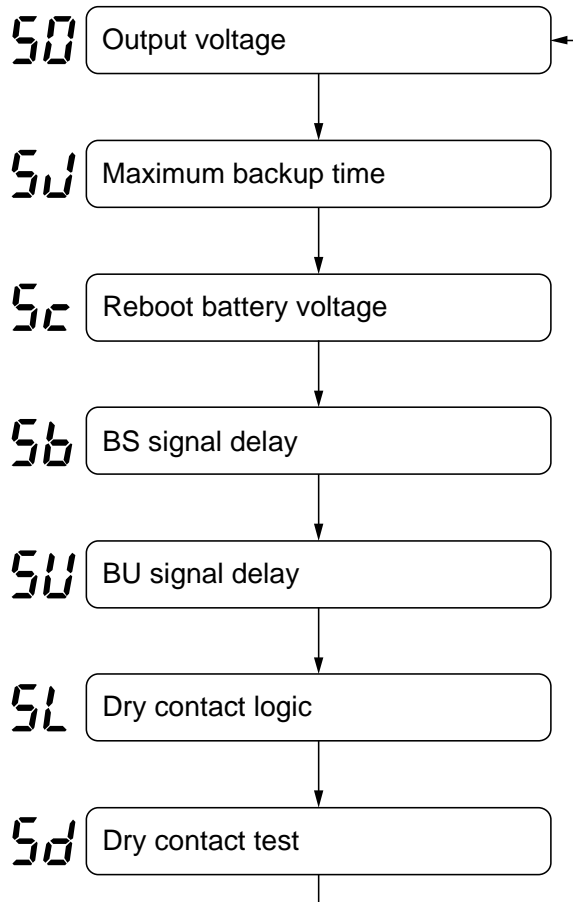 SO Output voltage
SJ Maximum backup time
Sc Reboot battery voltage
Sb BS signal delay
SU BU signal delay
SL Dry contact logic
Sd Dry contact test